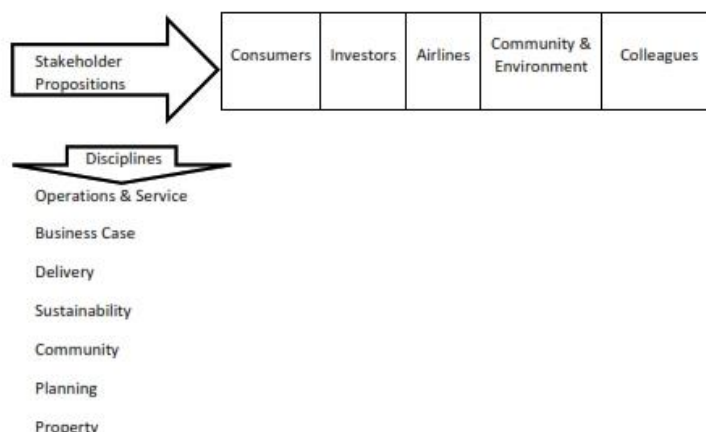 Stakeholder
Propositions
Consumers
Investors
Airlines
Community &
Environment
Colleagues
Disciplines
Operations & Service
Business Case
Delivery
Sustainability
Community
Planning
Property